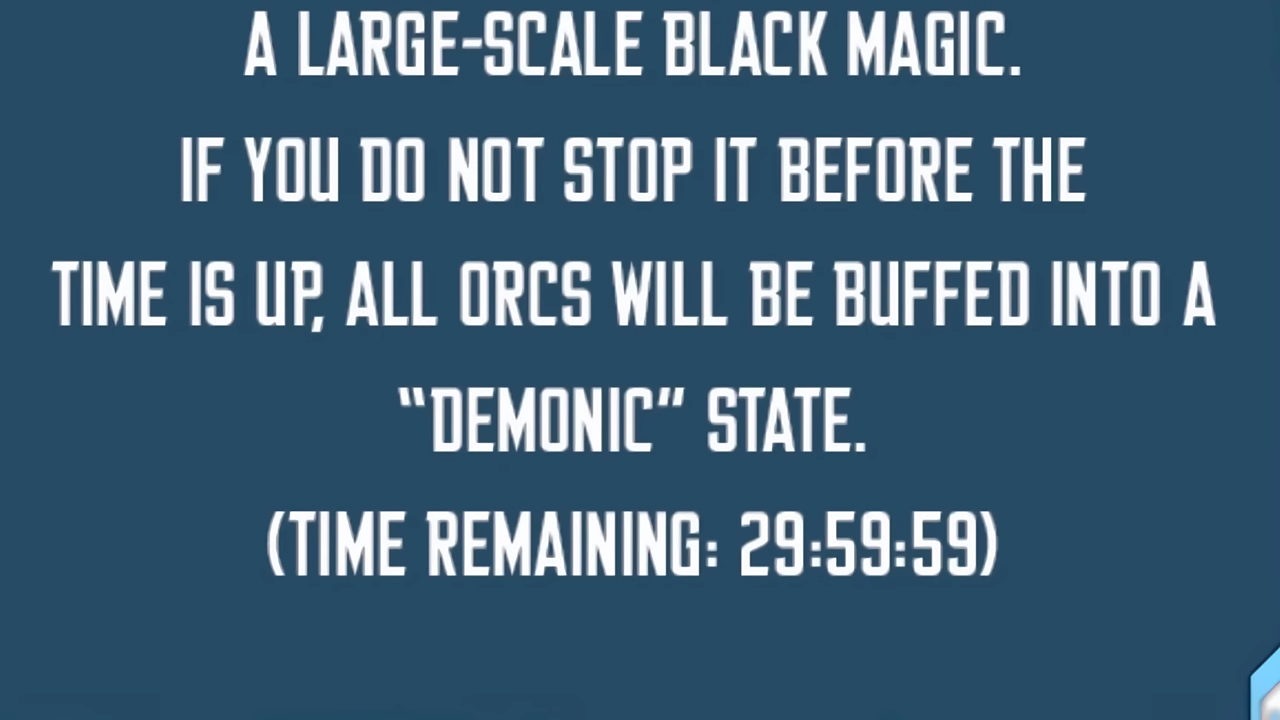 A LARGE-SCALE BLACK MAGIC.
IF YOU DO NOT STOP IT BEFORE THE
TIME IS UP, ALL ORCS WILL BE BUFFED INTO A
“DEMONIC” STATE.
(TIME REMAINING: 29:59:59)